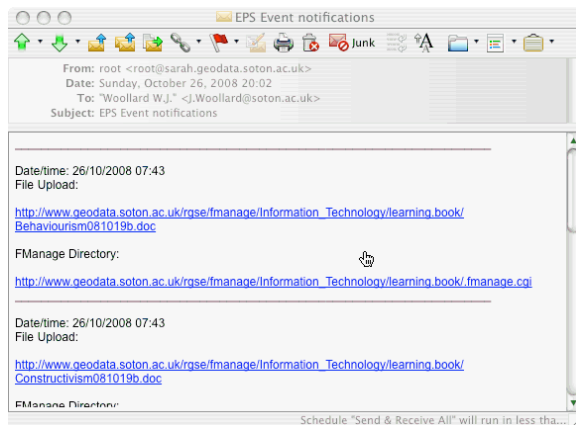 EPS Event notifications
Junk
From: root <root@sarah.geodata.soton.ac.uk>
Date: Sunday, October 26, 2008 20:02
To: "Woollard W.J." <J.Woollard@soton.ac.uk>
Subject: EPS Event notifications
Date/time: 26/10/2008 07:43
File Upload:
http://www.geodata.soton.ac.uk/rgse/fmanage/Information_Technology/learning.book/
Behaviourism081019b.doc
FManage Directory:
http://www.geodata.soton.ac.uk/rgse/fmanage/Information_Technology/learning.book/.fmanage.cgi
Date/time: 26/10/2008 07:43
File Upload:
http://www.geodata.soton.ac.uk/rgse/fmanage/Information_Technology/learning.book/
Constructivism081019b.doc
FManage Directory:
Schedule "Send & Receive All" will run in less tha...